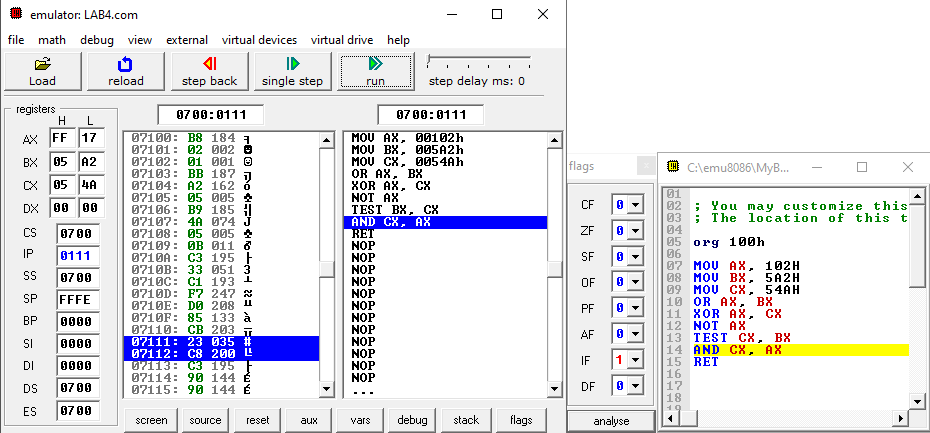 emulator: LAB4.com
file math debug view external virtual devices virtual drive help
Load reload step back single step run step delay ms: 0
registers
H L
AX FF 17
BX 05 A2
CX 05 4A
DX 00 00
CS 0700
IP 0111
SS 0700
SP FFFE
BP 0000
SI 0000
DI 0000
DS 0700
ES 0700
0700:0111
07100: B8 184 ╕
07101: 02 002 ☻
07102: 01 001 ☺
07103: BB 187 ╗
07104: A2 162 ó
07105: 05 005 ♣
07106: B9 185 ╣
07107: 4A 074 J
07108: 05 005 ♣
07109: 0B 011 ♂
0710A: C3 195 ├
0710B: 33 051 3
0710C: C1 193 ┴
0710D: F7 247 ≈
0710E: D0 208 ╨
0710F: 85 133 à
07110: CB 203 ╦
07111: 23 035 #
07112: C8 200 ╚
07113: C3 195 ├
07114: 90 144 É
07115: 90 144 É
0700:0111
MOV AX, 00102h
MOV BX, 005A2h
MOV CX, 0054Ah
OR AX, BX
XOR AX, CX
NOT AX
TEST BX, CX
AND CX, AX
RET
NOP
NOP
NOP
NOP
NOP
NOP
NOP
NOP
NOP
NOP
NOP
NOP
...
screen source reset aux vars debug stack flags
flags
CF 0
ZF 0
SF 0
OF 0
PF 0
AF 0
IF 1
DF 0
analyse
C:\emu8086\MyB...
01
02 ; You may customize this
03 ; The location of this t
04
05 org 100h
06
07 MOV AX, 102H
08 MOV BX, 5A2H
09 MOV CX, 54AH
10 OR AX, BX
11 XOR AX, CX
12 NOT AX
13 TEST CX, BX
14 AND CX, AX
15 RET
16
17
18
19